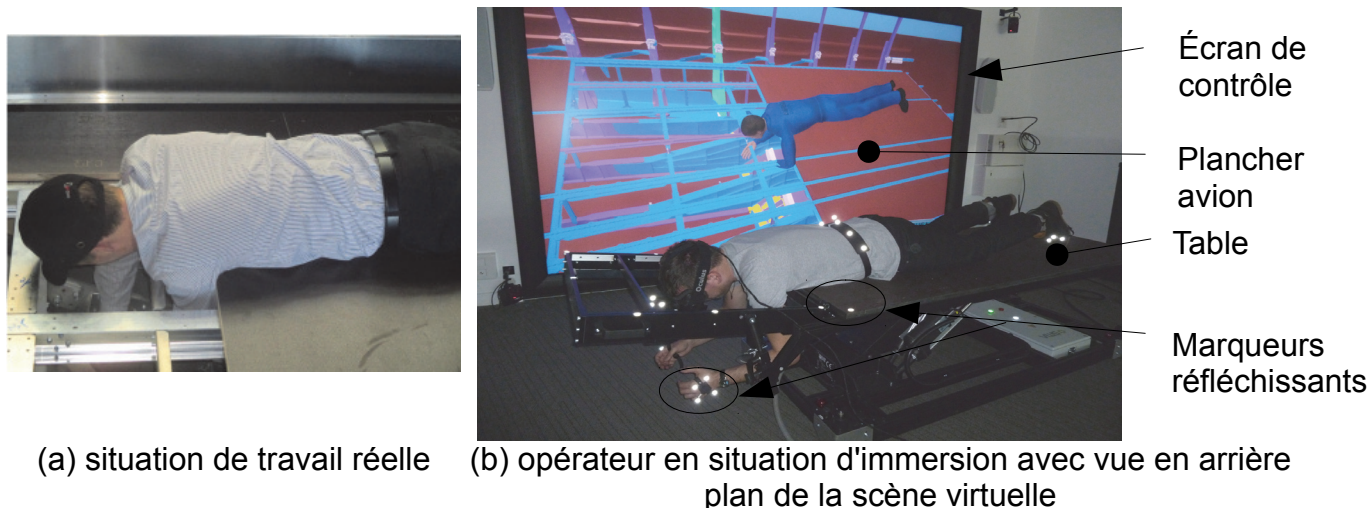 Écran de
contrôle
Plancher
avion
Table
Marqueurs
réfléchissants
Oculus
(a) situation de travail réelle
(b) opérateur en situation d'immersion avec vue en arrière
plan de la scène virtuelle